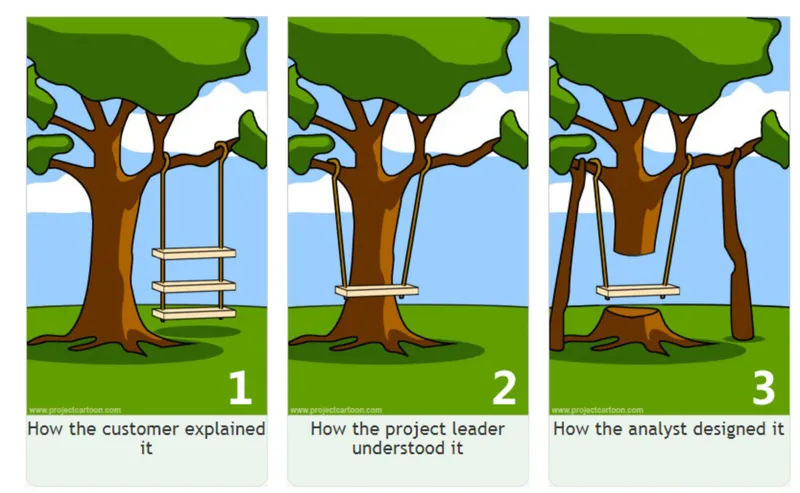 1
www.projectcartoon.com
How the customer explained
it
2
www.projectcartoon.com
How the project leader
understood it
3
www.projectcartoon.com
How the analyst designed it